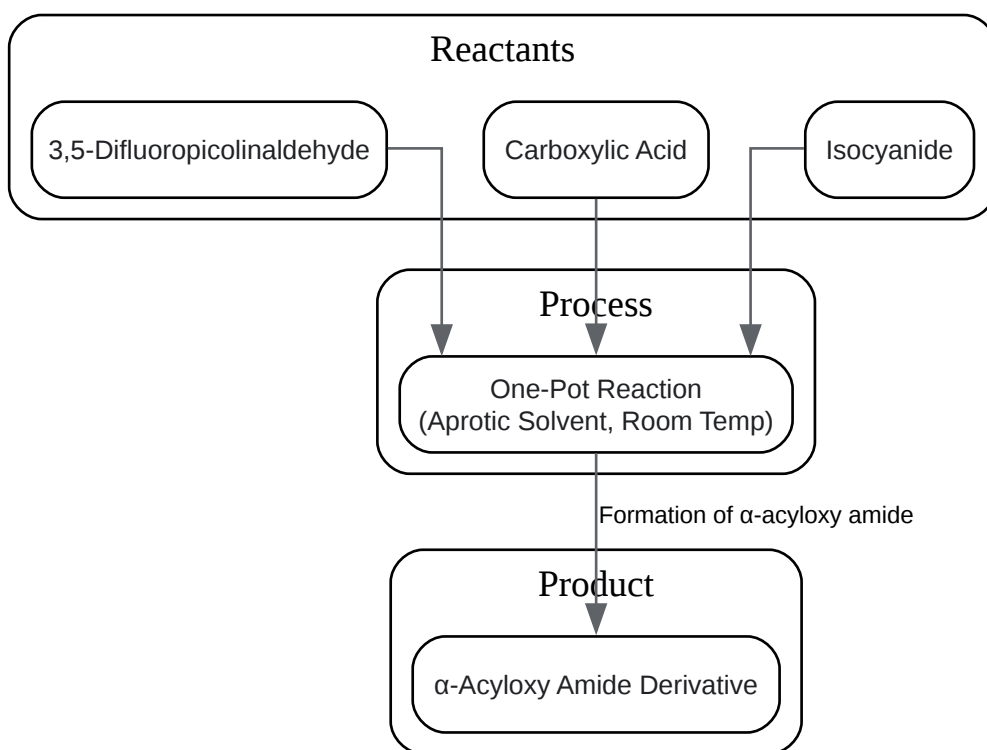 Reactants
3,5-Difluoropicolinaldehyde
Carboxylic Acid
Isocyanide
Process
One-Pot Reaction
(Aprotic Solvent, Room Temp)
Formation of α-acyloxy amide
Product
α-Acyloxy Amide Derivative